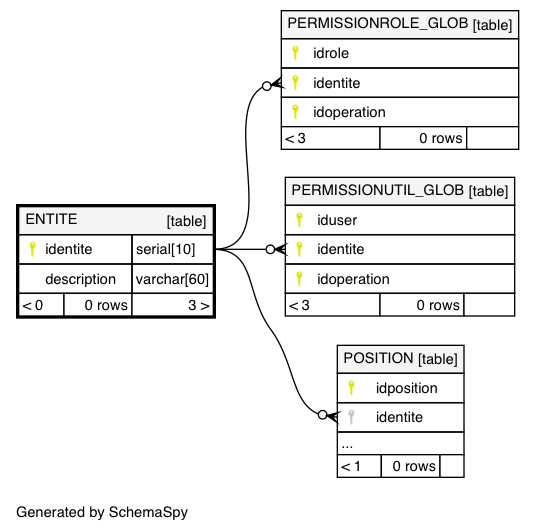 PERMISSIONROLE_GLOB [table]
idrole
identite
idoperation
< 3 0 rows
PERMISSIONUTIL_GLOB [table]
iduser
identite
idoperation
< 3 0 rows
ENTITE [table]
identite serial[10]
description varchar[60]
< 0 0 rows 3 >
POSITION [table]
idposition
identite
...
< 1 0 rows
Generated by SchemaSpy